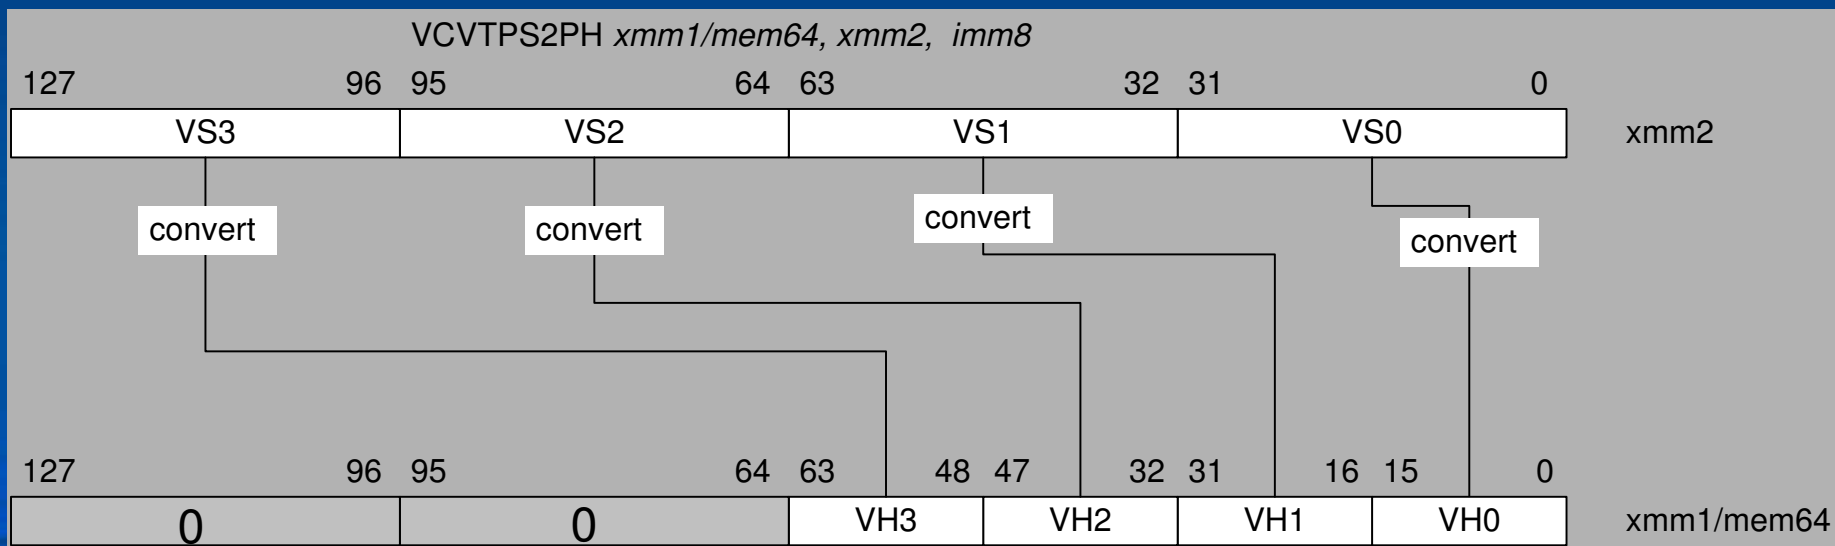 VCVTPS2PH xmm1/mem64, xmm2, imm8
127 96 95 64 63 32 31 0
VS3 VS2 VS1 VS0 xmm2
convert convert convert convert
127 96 95 64 63 48 47 32 31 16 15 0
0 0 VH3 VH2 VH1 VH0 xmm1/mem64